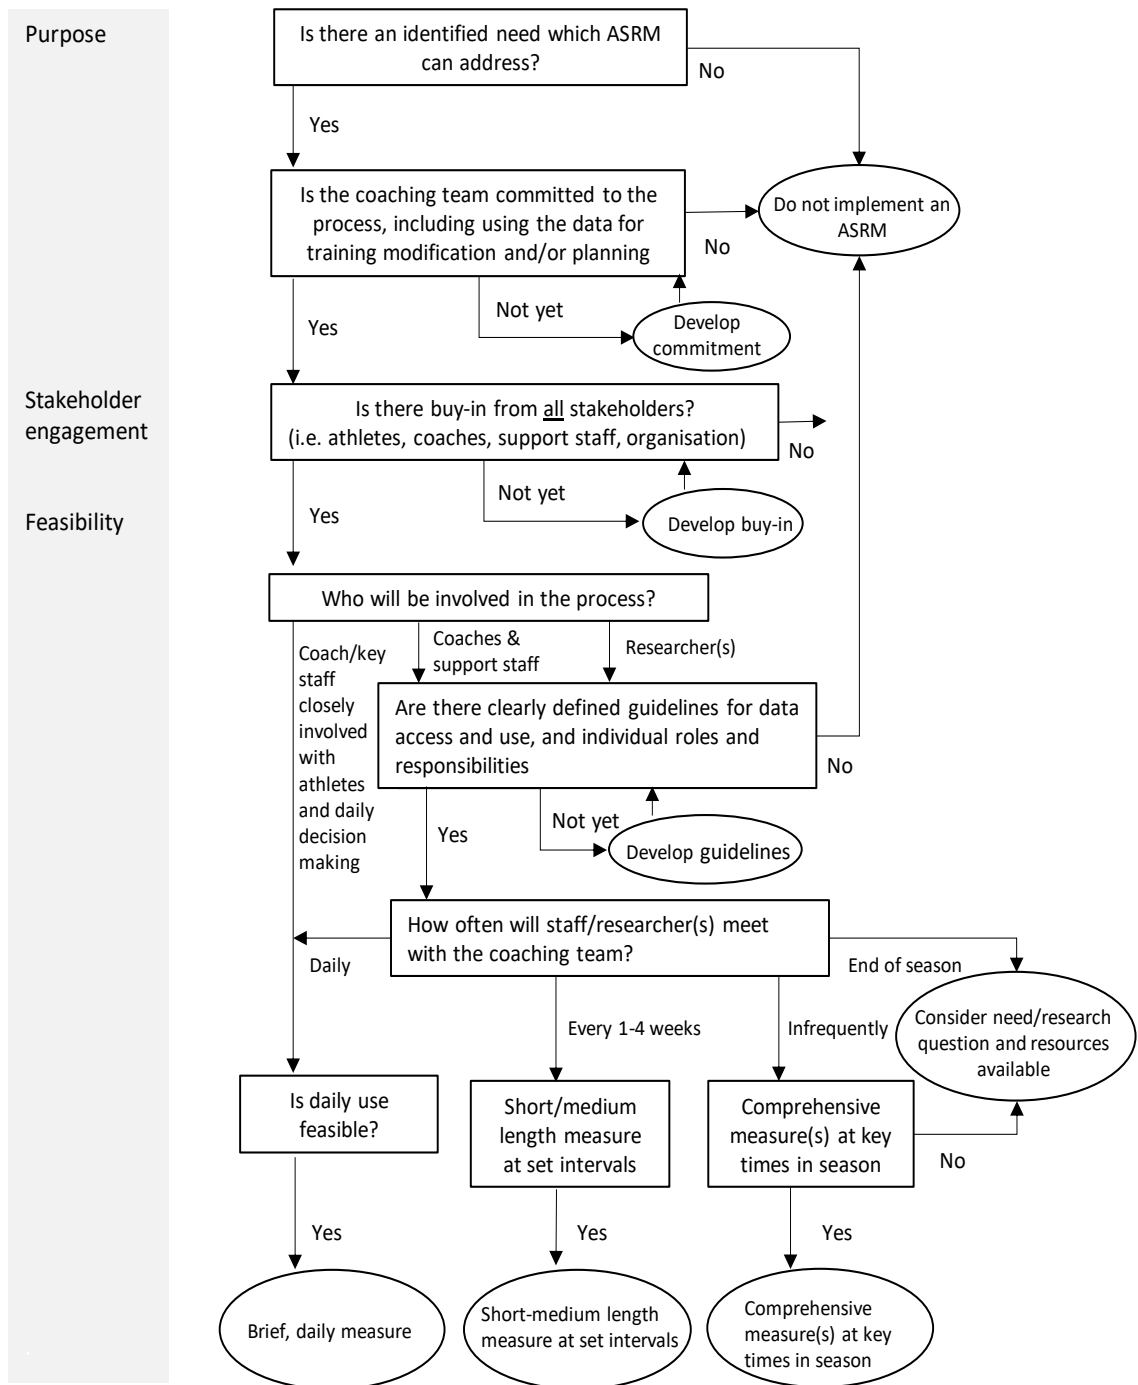 Purpose
Is there an identified need which ASRM
can address?
No
Yes
Is the coaching team committed to the
process, including using the data for
training modification and/or planning
Do not implement an
ASRM
No
Not yet
Yes
Develop
commitment
Stakeholder
engagement
Is there buy-in from all stakeholders?
(i.e. athletes, coaches, support staff, organisation)
No
Not yet
Feasibility
Yes
Develop buy-in
Who will be involved in the process?
Coach/key
staff
closely
involved
with
athletes
and daily
decision
making
Coaches &
support staff
Researcher(s)
Are there clearly defined guidelines for data
access and use, and individual roles and
responsibilities
No
Yes
Not yet
Develop guidelines
How often will staff/researcher(s) meet
with the coaching team?
Daily
End of season
Every 1-4 weeks
Infrequently
Consider need/research
question and resources
available
Is daily use
feasible?
Short/medium
length measure
at set intervals
Comprehensive
measure(s) at key
times in season
No
Yes
Yes
Yes
Brief, daily measure
Short-medium length
measure at set intervals
Comprehensive
measure(s) at key
times in season